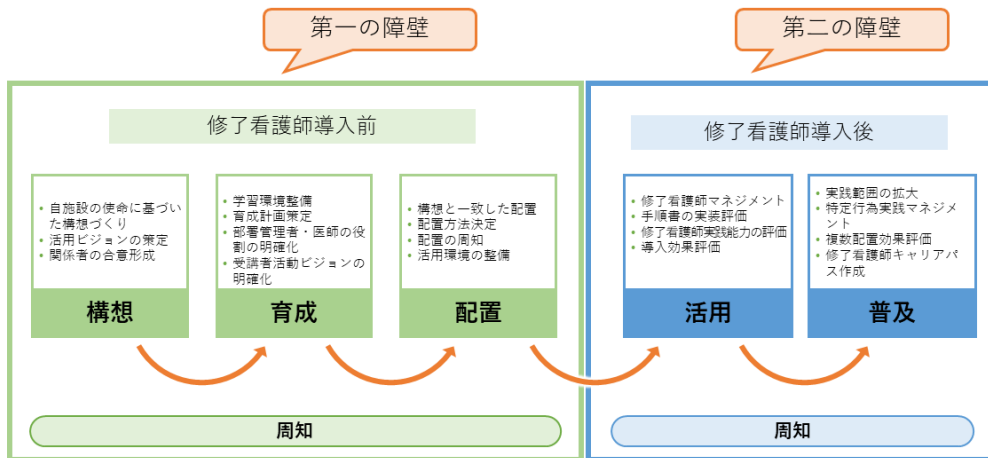 第一の障壁
第二の障壁
修了看護師導入前
• 自施設の使命に基づい
た構想づくり
• 活用ビジョンの策定
• 関係者の合意形成
構想
• 学習環境整備
• 育成計画策定
• 部署管理者・医師の役
割の明確化
• 受講者活動ビジョンの
明確化
育成
• 構想と一致した配置
• 配置方法決定
• 配置の周知
• 活用環境の整備
配置
周知
修了看護師導入後
• 修了看護師マネジメント
• 手順書の実装評価
• 修了看護師実践能力の評価
• 導入効果評価
活用
• 実践範囲の拡大
• 特定行為実践マネジメ
ント
• 複数配置効果評価
• 修了看護師キャリアパ
ス作成
普及
周知